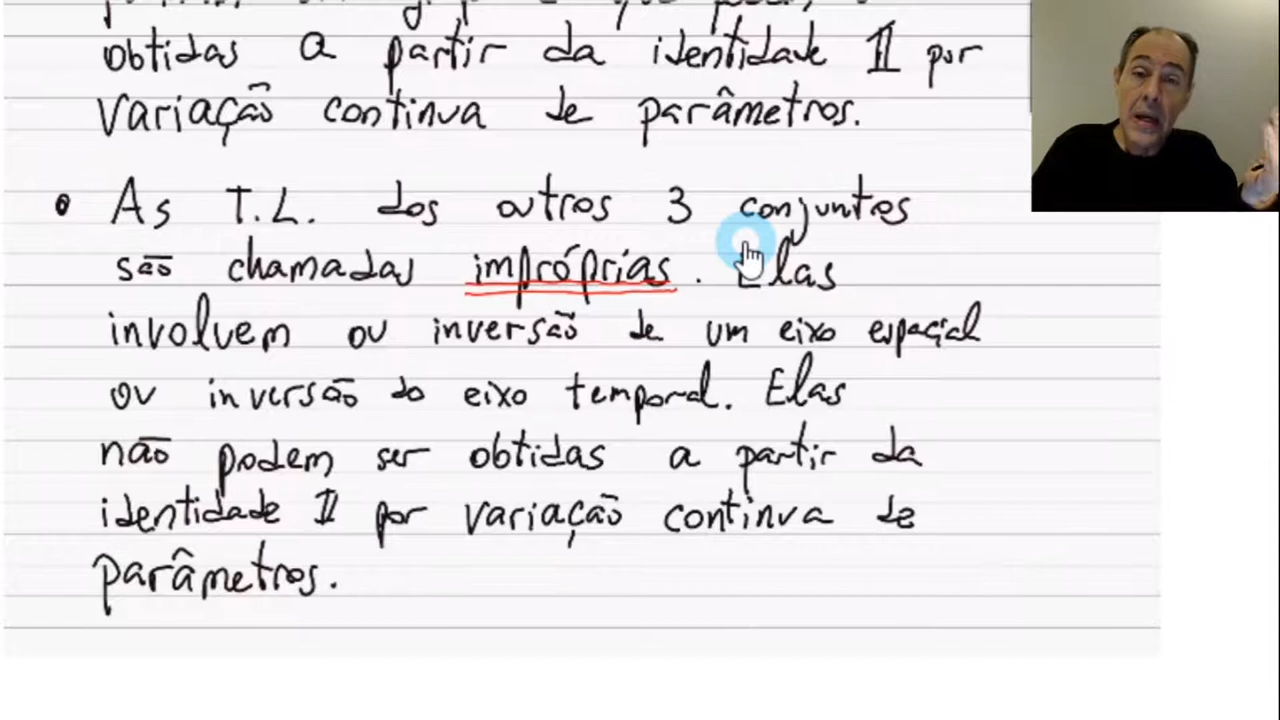 obtidas a partir da identidade 𝟙 por
variação contínua de parâmetros.
• As T.L. dos outros 3 conjuntos
são chamadas impróprias. Elas
involvem ou inversão de um eixo espacial
ou inversão do eixo temporal. Elas
não podem ser obtidas a partir da
identidade 𝟙 por variação contínua de
parâmetros.